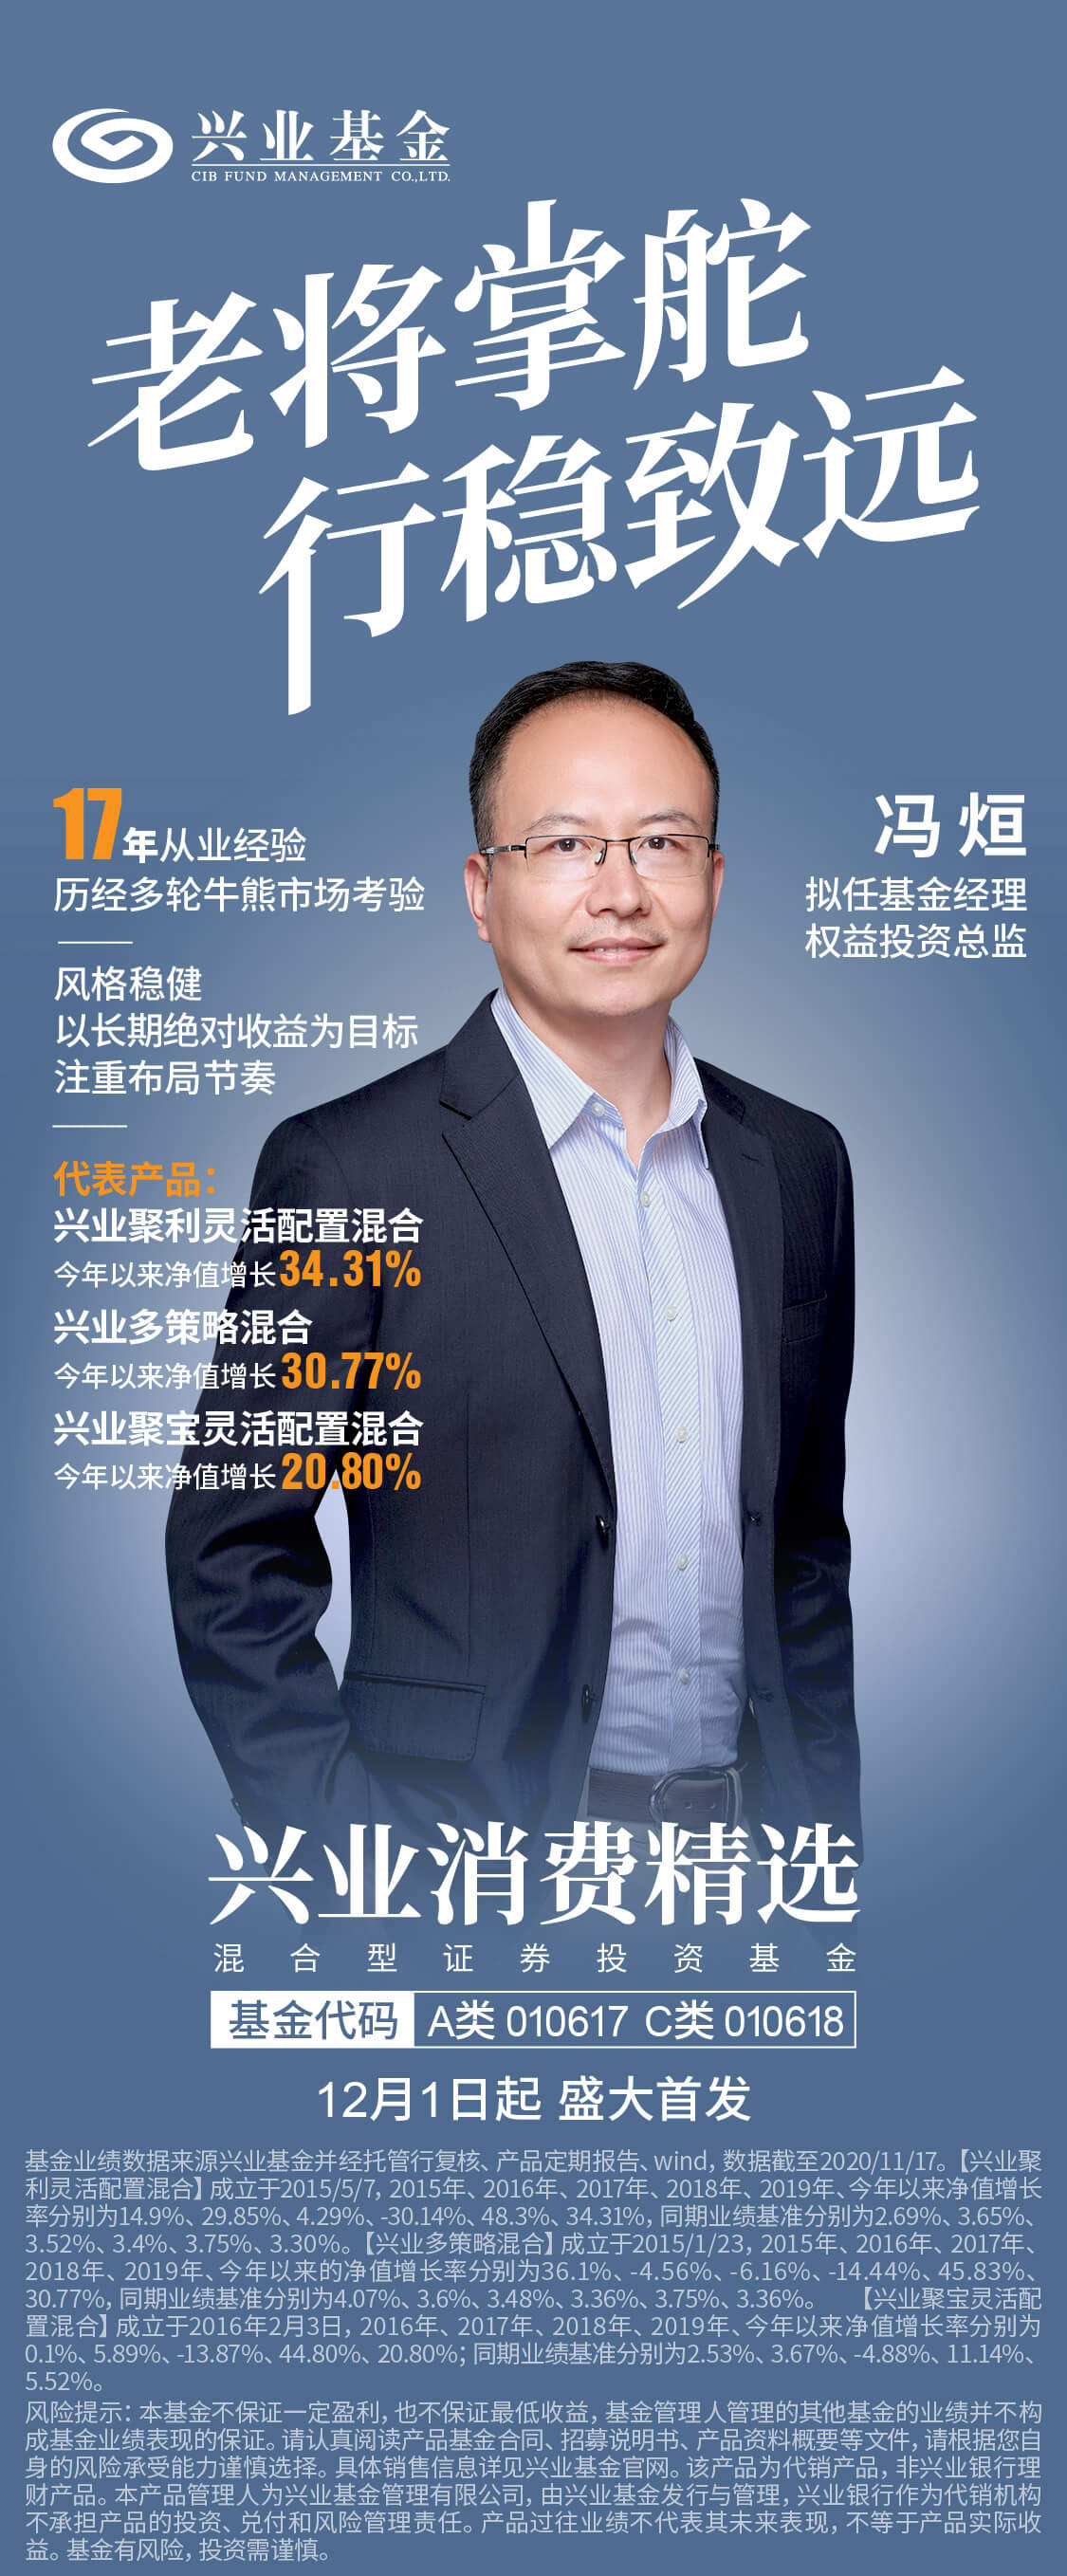 兴业基金
CIB FUND MANAGEMENT CO.,LTD.
老将掌舵
行稳致远
17年从业经验
历经多轮牛熊市场考验
风格稳健
以长期绝对收益为目标
注重布局节奏
冯烜
拟任基金经理
权益投资总监
代表产品：
兴业聚利灵活配置混合
今年以来净值增长34.31%
兴业多策略混合
今年以来净值增长30.77%
兴业聚宝灵活配置混合
今年以来净值增长20.80%
兴业消费精选
混合型证券投资基金
基金代码 A类 010617 C类 010618
12月1日起 盛大首发
基金业绩数据来源兴业基金并经托管行复核、产品定期报告、wind，数据截至2020/11/17。【兴业聚
利灵活配置混合】成立于2015/5/7，2015年、2016年、2017年、2018年、2019年、今年以来净值增长
率分别为14.9%、29.85%、4.29%、-30.14%、48.3%、34.31%，同期业绩基准分别为2.69%、3.65%、
3.52%、3.4%、3.75%、3.30%。【兴业多策略混合】成立于2015/1/23，2015年、2016年、2017年、
2018年、2019年、今年以来的净值增长率分别为36.1%、-4.56%、-6.16%、-14.44%、45.83%、
30.77%，同期业绩基准分别为4.07%、3.6%、3.48%、3.36%、3.75%、3.36%。 【兴业聚宝灵活配
置混合】成立于2016年2月3日，2016年、2017年、2018年、2019年、今年以来净值增长率分别为
0.1%、5.89%、-13.87%、44.80%、20.80%；同期业绩基准分别为2.53%、3.67%、-4.88%、11.14%、
5.52%。
风险提示：本基金不保证一定盈利，也不保证最低收益，基金管理人管理的其他基金的业绩并不构
成基金业绩表现的保证。请认真阅读产品基金合同、招募说明书、产品资料概要等文件，请根据您自
身的风险承受能力谨慎选择。具体销售信息详见兴业基金官网。该产品为代销产品，非兴业银行理
财产品。本产品管理人为兴业基金管理有限公司，由兴业基金发行与管理，兴业银行作为代销机构
不承担产品的投资、兑付和风险管理责任。产品过往业绩不代表其未来表现，不等于产品实际收
益。基金有风险，投资需谨慎。